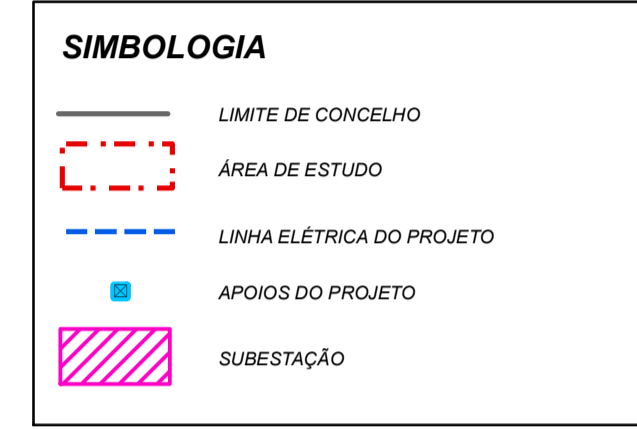 SIMBOLOGIA
LIMITE DE CONCELHO
ÁREA DE ESTUDO
LINHA ELÉTRICA DO PROJETO
APOIOS DO PROJETO
SUBESTAÇÃO